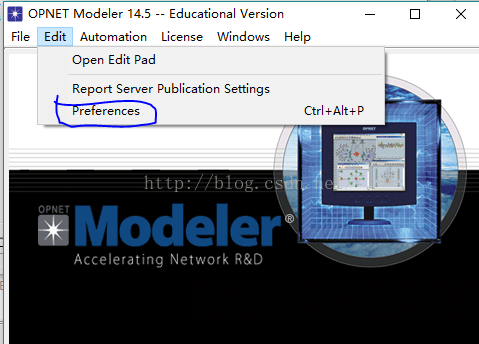 OPNET Modeler 14.5 -- Educational Version
File Edit Automation License Windows Help
Open Edit Pad
Report Server Publication Settings
Preferences Ctrl+Alt+P
OPNET
http://blog.csdn.ne
OPNET
Modeler®
Accelerating Network R&D